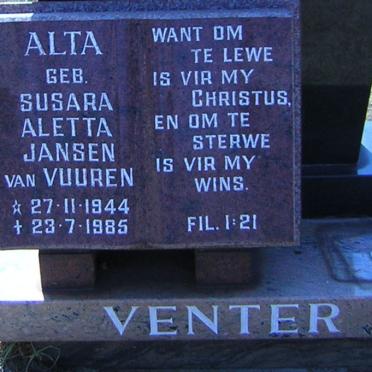 ALTA
GEB.
SUSARA
ALETTA
JANSEN
VAN VUUREN
☆ 27·11·1944
✝ 23·7·1985
WANT OM
TE LEWE
IS VIR MY
CHRISTUS,
EN OM TE
STERWE
IS VIR MY
WINS.
FIL. 1:21
VENTER